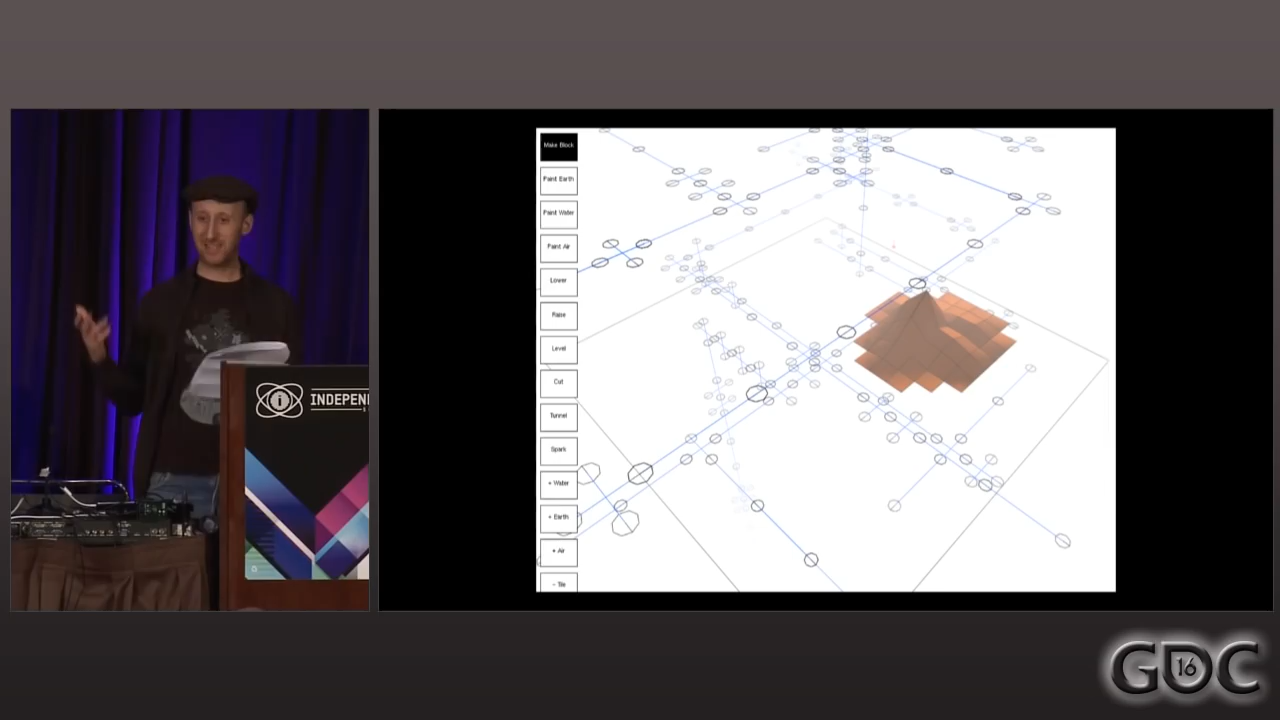 INDEPEN
Make Block
Paint Earth
Paint Water
Paint Air
Lower
Raise
Level
Cut
Tunnel
Spark
+ Water
+ Earth
+ Air
- Tile
GDC
16